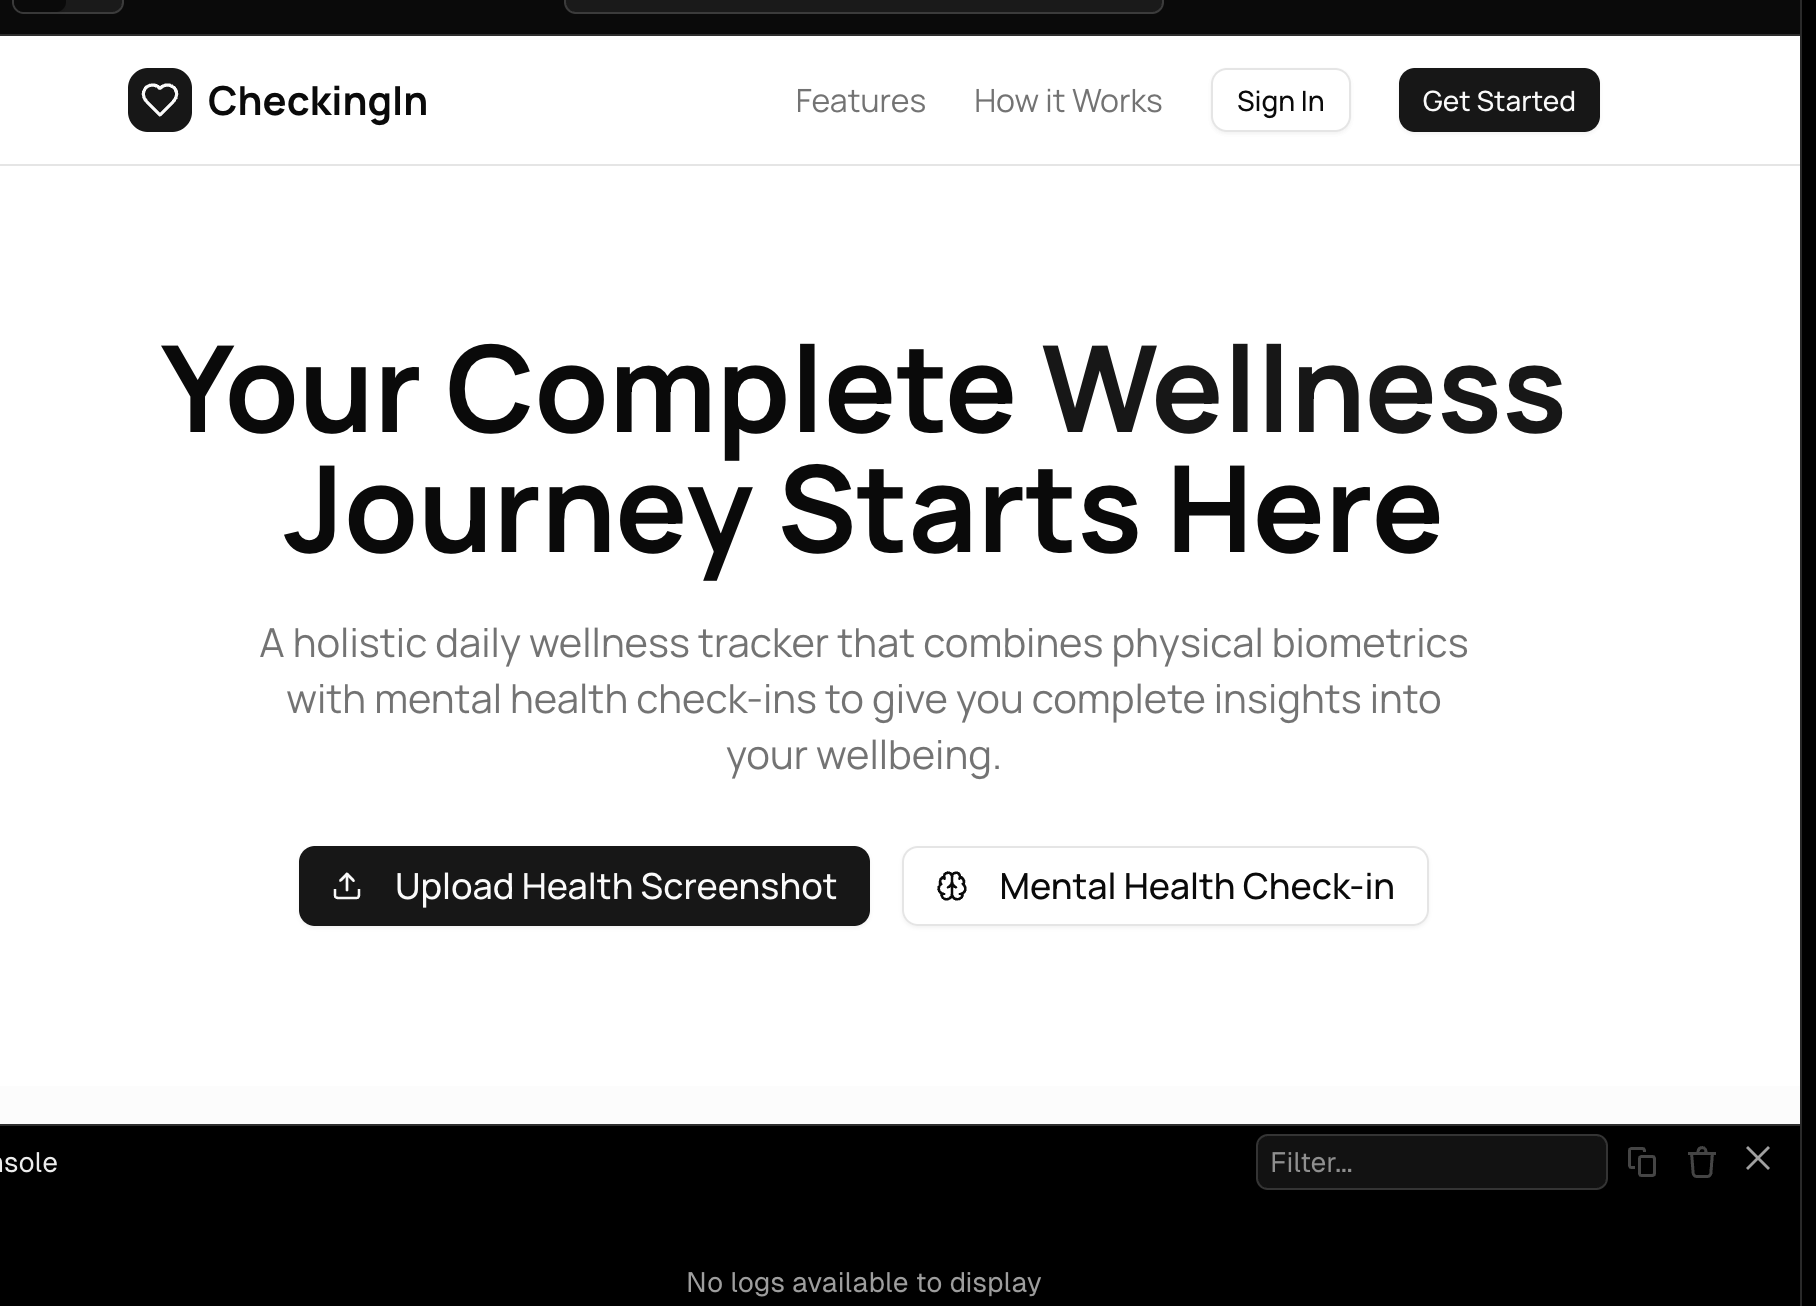 CheckingIn
Features
How it Works
Sign In
Get Started
Your Complete Wellness
Journey Starts Here
A holistic daily wellness tracker that combines physical biometrics
with mental health check-ins to give you complete insights into
your wellbeing.
Upload Health Screenshot
Mental Health Check-in
nsole
Filter...
No logs available to display